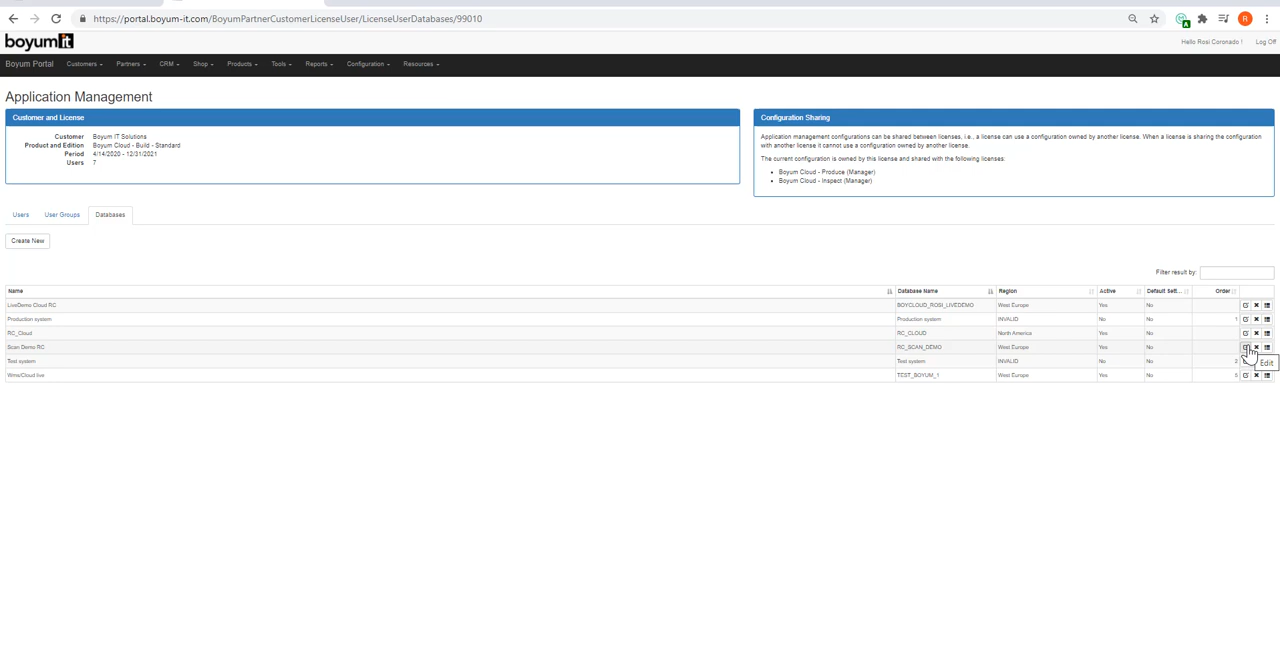 https://portal.boyum-it.com/BoyumPartnerCustomerLicenseUser/LicenseUserDatabases/99010
R
boyum it
Hello Rosi Coronado ! Log Off
Boyum Portal Customers Partners CRM Shop Products Tools Reports Configuration Resources
Application Management
Customer and License
Customer Boyum IT Solutions
Product and Edition Boyum Cloud - Build - Standard
Period 4/14/2020 - 12/31/2021
Users 7
Configuration Sharing
Application management configurations can be shared between licenses, i.e., a license can use a configuration owned by another license. When a license is sharing the configuration
with another license it cannot use a configuration owned by another license.
The current configuration is owned by this license and shared with the following licenses:
• Boyum Cloud - Produce (Manager)
• Boyum Cloud - Inspect (Manager)
Users User Groups Databases
Create New
Filter result by:
Name Database Name Region Active Default Sett... Order
LiveDemo Cloud RC BOYCLOUD_ROSI_LIVEDEMO West Europe Yes No
Production system Production system INVALID No No 1
RC_Cloud RC_CLOUD North America Yes No
Scan Demo RC RC_SCAN_DEMO West Europe Yes No
Test system Test system INVALID No No 2
Wms/Cloud live TEST_BOYUM_1 West Europe Yes No 5
Edit